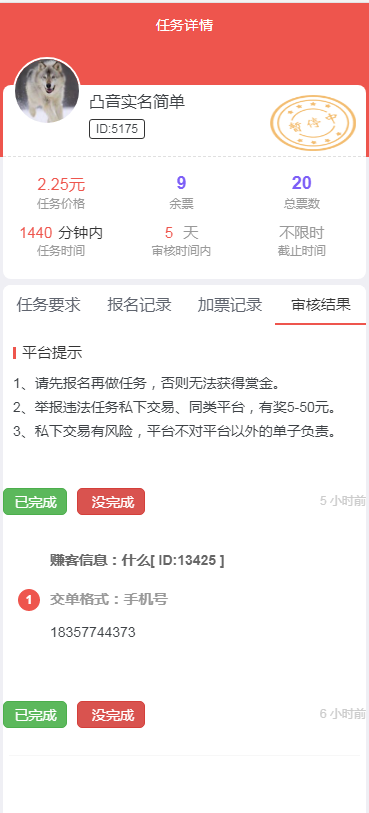 任务详情
凸音实名简单
ID:5175
暂停中
2.25元 9 20
任务价格 余票 总票数
1440 分钟内 5 天 不限时
任务时间 审核时间内 截止时间
任务要求 报名记录 加票记录 审核结果
平台提示
1、请先报名再做任务，否则无法获得赏金。
2、举报违法任务私下交易、同类平台，有奖5-50元。
3、私下交易有风险，平台不对平台以外的单子负责。
已完成 没完成 5 小时前
赚客信息：什么[ ID:13425 ]
1 交单格式：手机号
18357744373
已完成 没完成 6 小时前